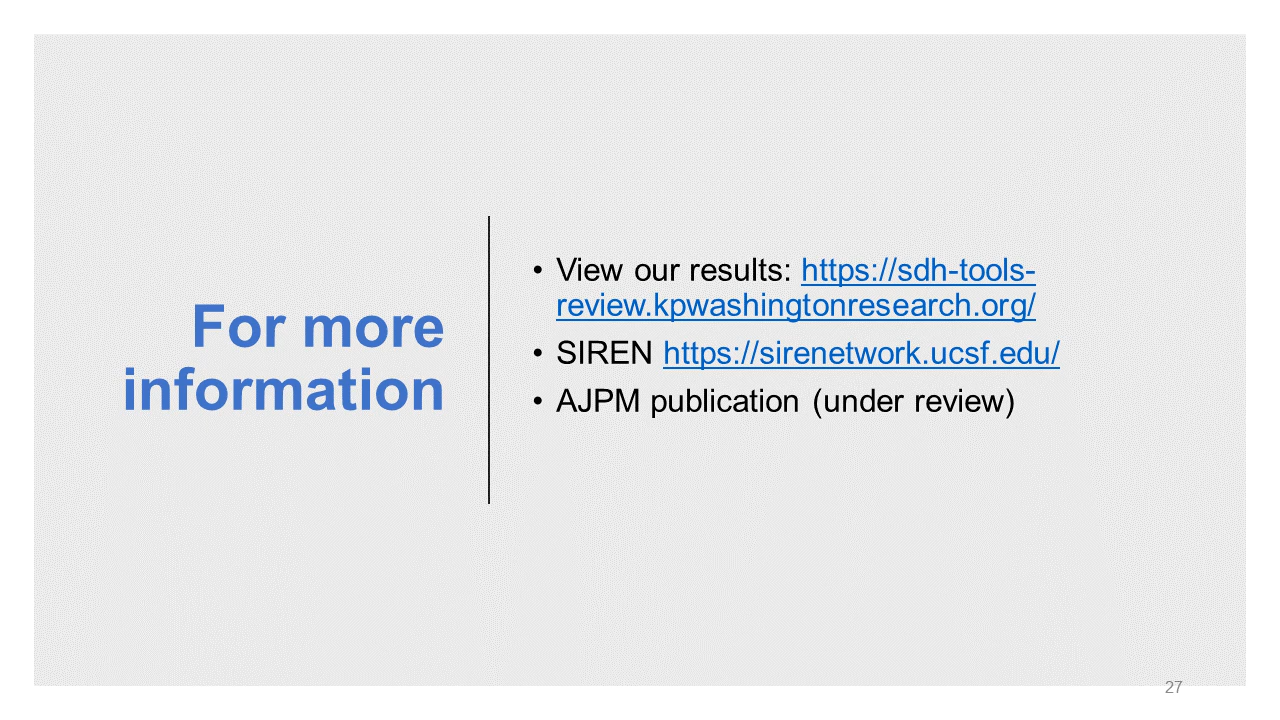 For more
information
• View our results: https://sdh-tools-
review.kpwashingtonresearch.org/
• SIREN https://sirenetwork.ucsf.edu/
• AJPM publication (under review)
27